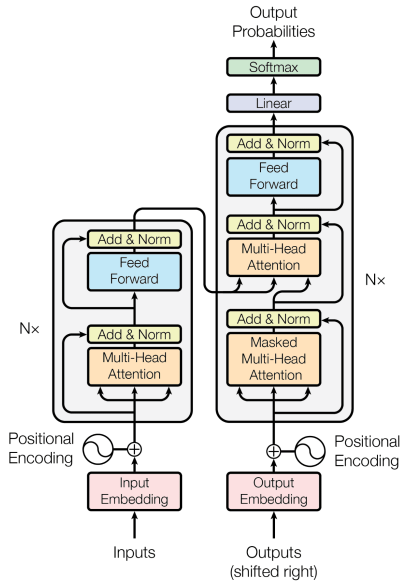 Output
Probabilities
Softmax
Linear
Add & Norm
Feed
Forward
Add & Norm
Multi-Head
Attention
Add & Norm
Masked
Multi-Head
Attention
N×
Add & Norm
Feed
Forward
Add & Norm
Multi-Head
Attention
N×
Positional
Encoding
Positional
Encoding
Input
Embedding
Output
Embedding
Inputs
Outputs
(shifted right)